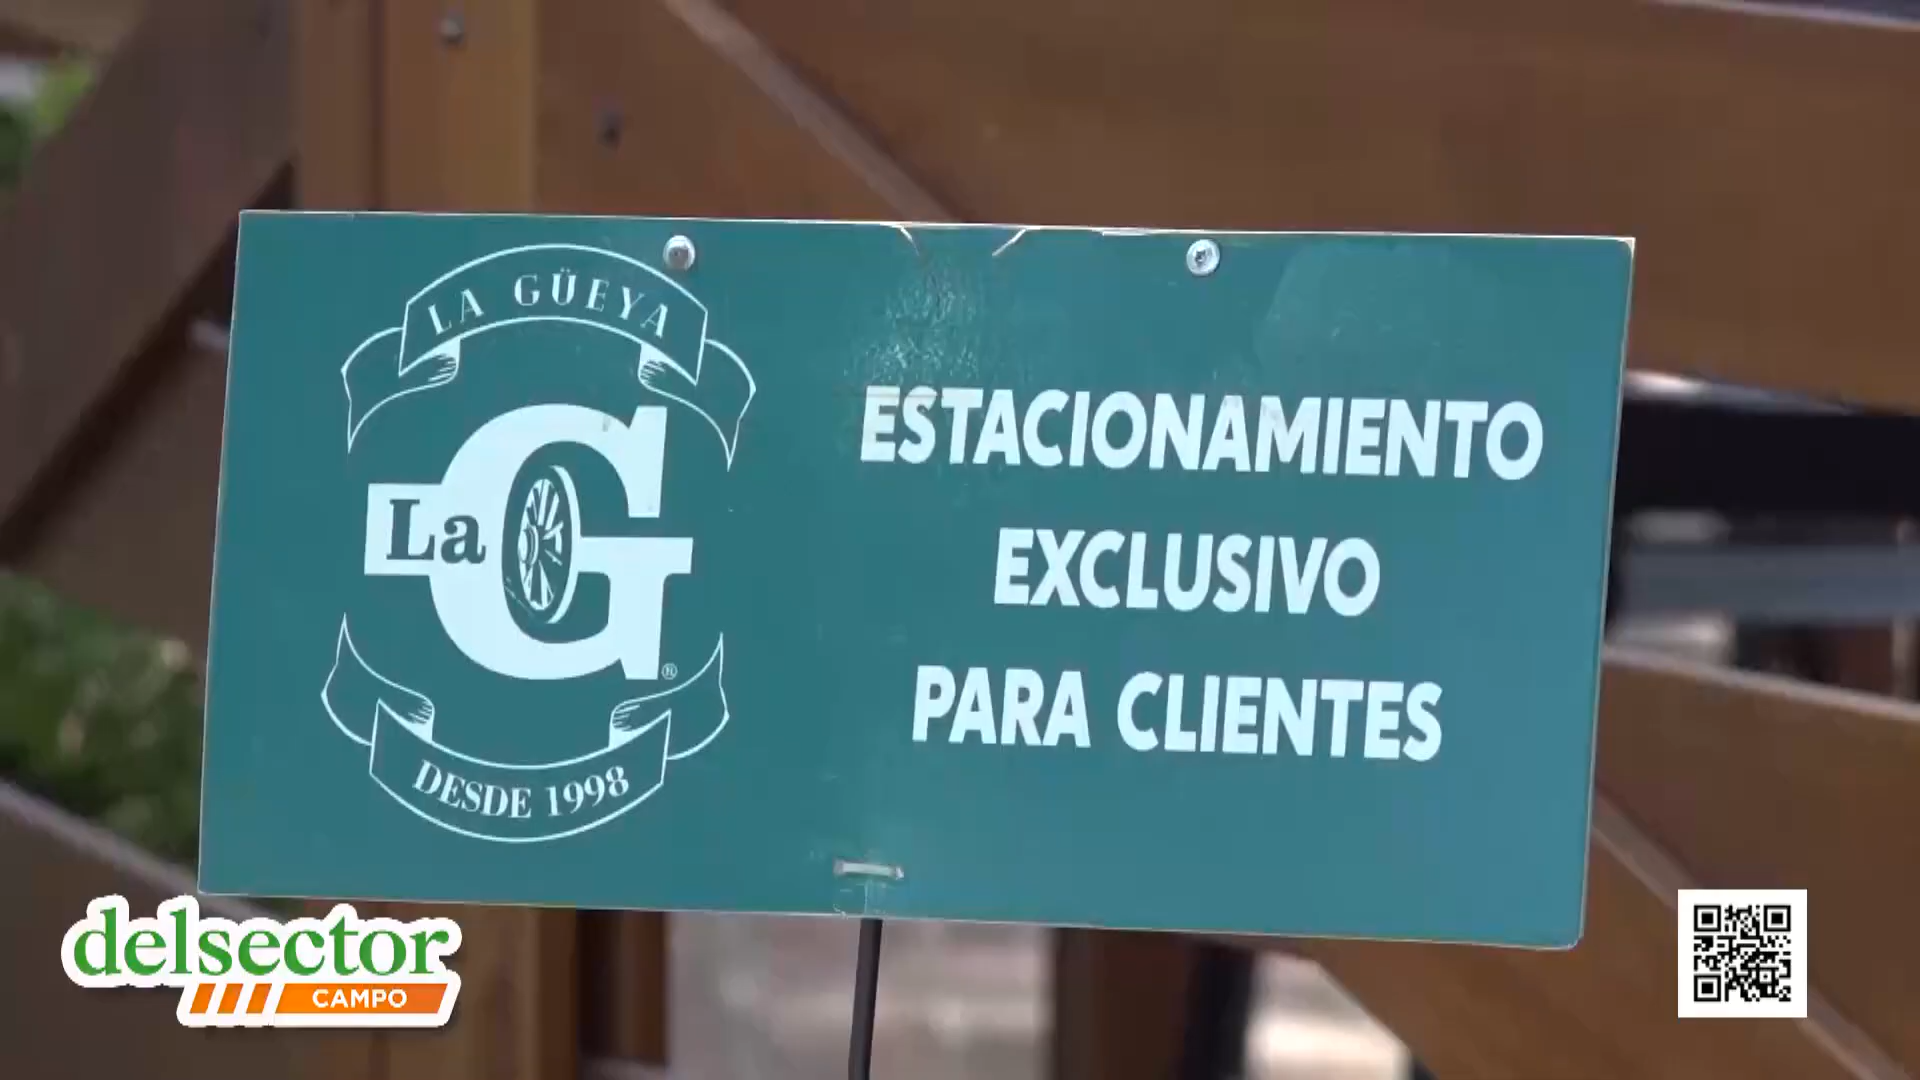 LA GÜEYA
La G
®
DESDE 1998
ESTACIONAMIENTO
EXCLUSIVO
PARA CLIENTES
delsector
CAMPO